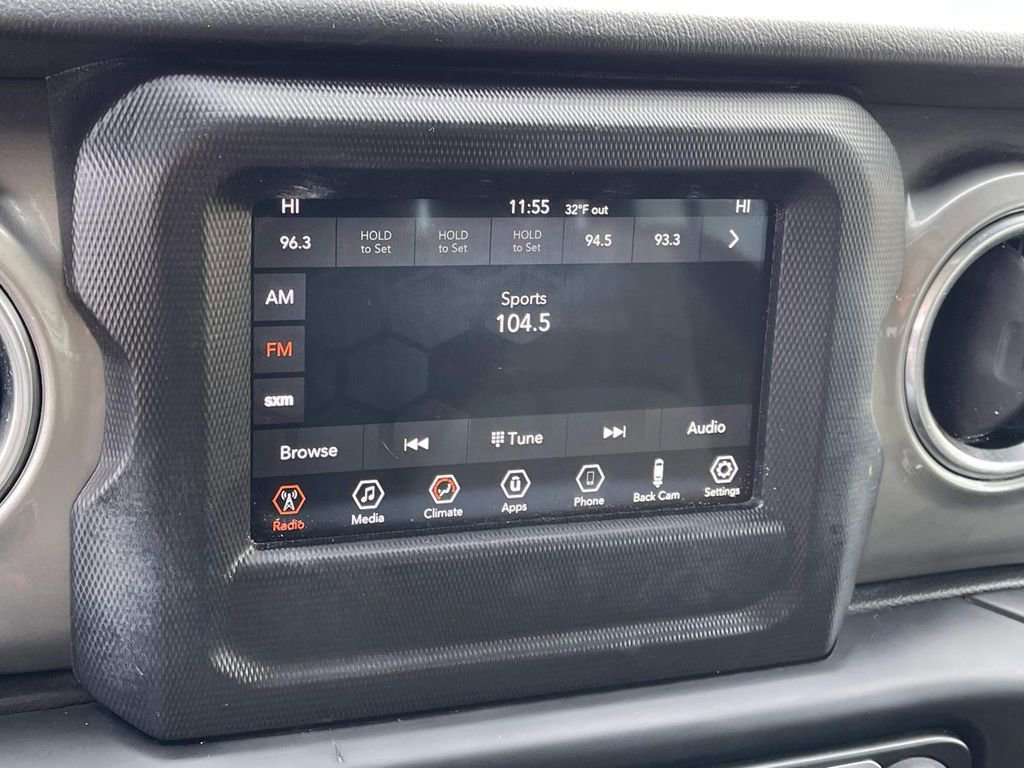 HI 11:55 32°F out HI
96.3 HOLD to Set HOLD to Set HOLD to Set 94.5 93.3
AM
Sports
104.5
FM
sxm
Browse Tune Audio
Radio Media Climate Apps Phone Back Cam Settings